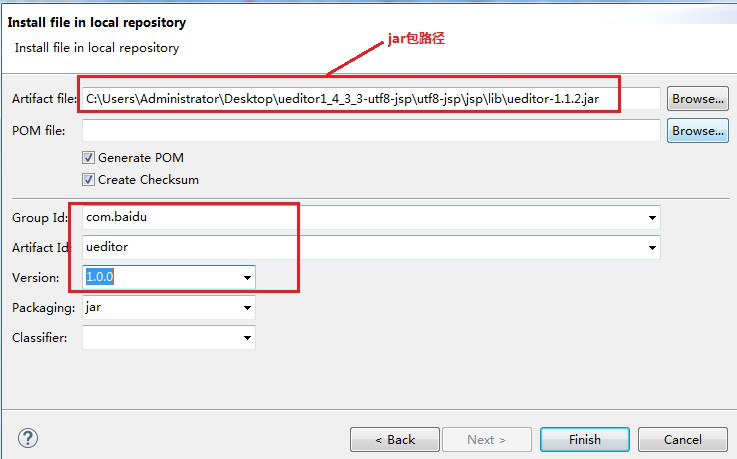 Install file in local repository
Install file in local repository
jar包路径
Artifact file: C:\Users\Administrator\Desktop\ueditor1_4_3_3-utf8-jsp\utf8-jsp\jsp\lib\ueditor-1.1.2.jar Browse...
POM file: Browse...
Generate POM
Create Checksum
Group Id: com.baidu
Artifact Id: ueditor
Version: 1.0.0
Packaging: jar
Classifier:
? < Back Next > Finish Cancel